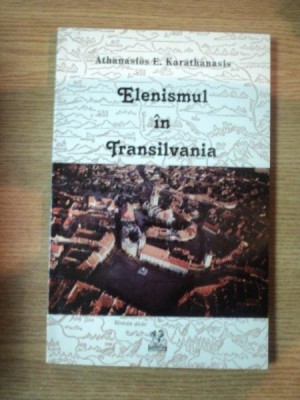 Athanasios E. Karathanasis
Elenismul
în
Transilvania